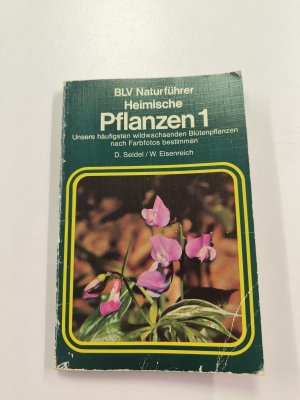 BLV Naturführer
Heimische
Pflanzen 1
Unsere häufigsten wildwachsenden Blütenpflanzen
nach Farbfotos bestimmen
D. Seidel / W. Eisenreich